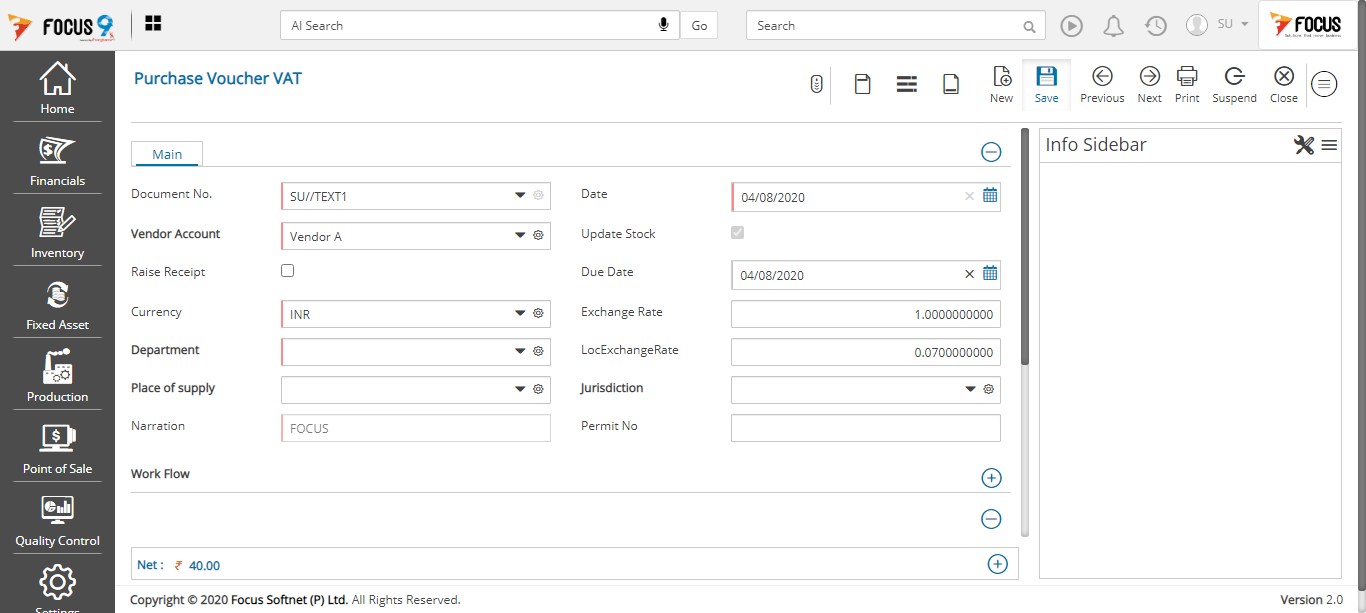 FOCUS 9
AI Search
Go
Search
SU
FOCUS
Home
Financials
Inventory
Fixed Asset
Production
Point of Sale
Quality Control
Settings
Purchase Voucher VAT
New
Save
Previous
Next
Print
Suspend
Close
Main
Document No. SU//TEXT1 Date 04/08/2020
Vendor Account Vendor A Update Stock
Raise Receipt Due Date 04/08/2020
Currency INR Exchange Rate 1.0000000000
Department LocExchangeRate 0.0700000000
Place of supply Jurisdiction
Narration FOCUS Permit No
Work Flow
Net : ₹ 40.00
Info Sidebar
Copyright © 2020 Focus Softnet (P) Ltd. All Rights Reserved.
Version 2.0